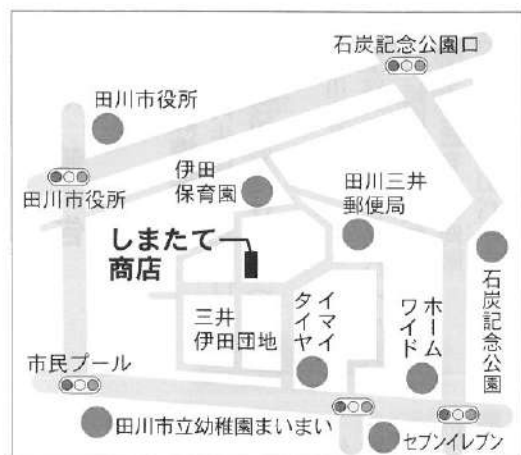 石炭記念公園口
田川市役所
田川市役所
伊田
保育園
田川三井
郵便局
しまたて
商店
石炭記念公園
三井
伊田団地
イマイ
タイヤ
ホーム
ワイド
市民プール
田川市立幼稚園まいまい
セブンイレブン